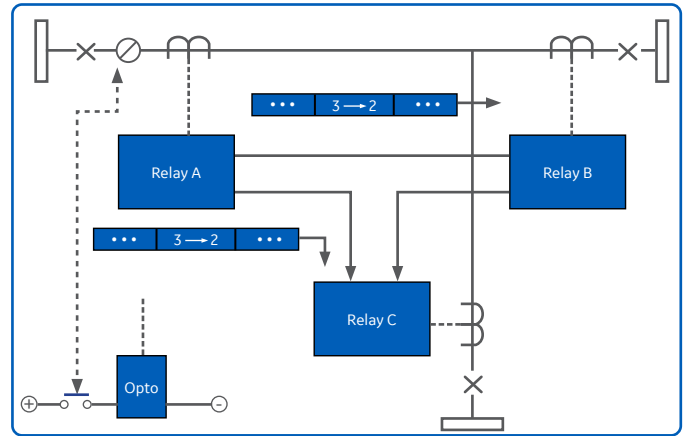 ••• 3 → 2 •••
Relay A
Relay B
••• 3 → 2 •••
Relay C
Opto
+ -